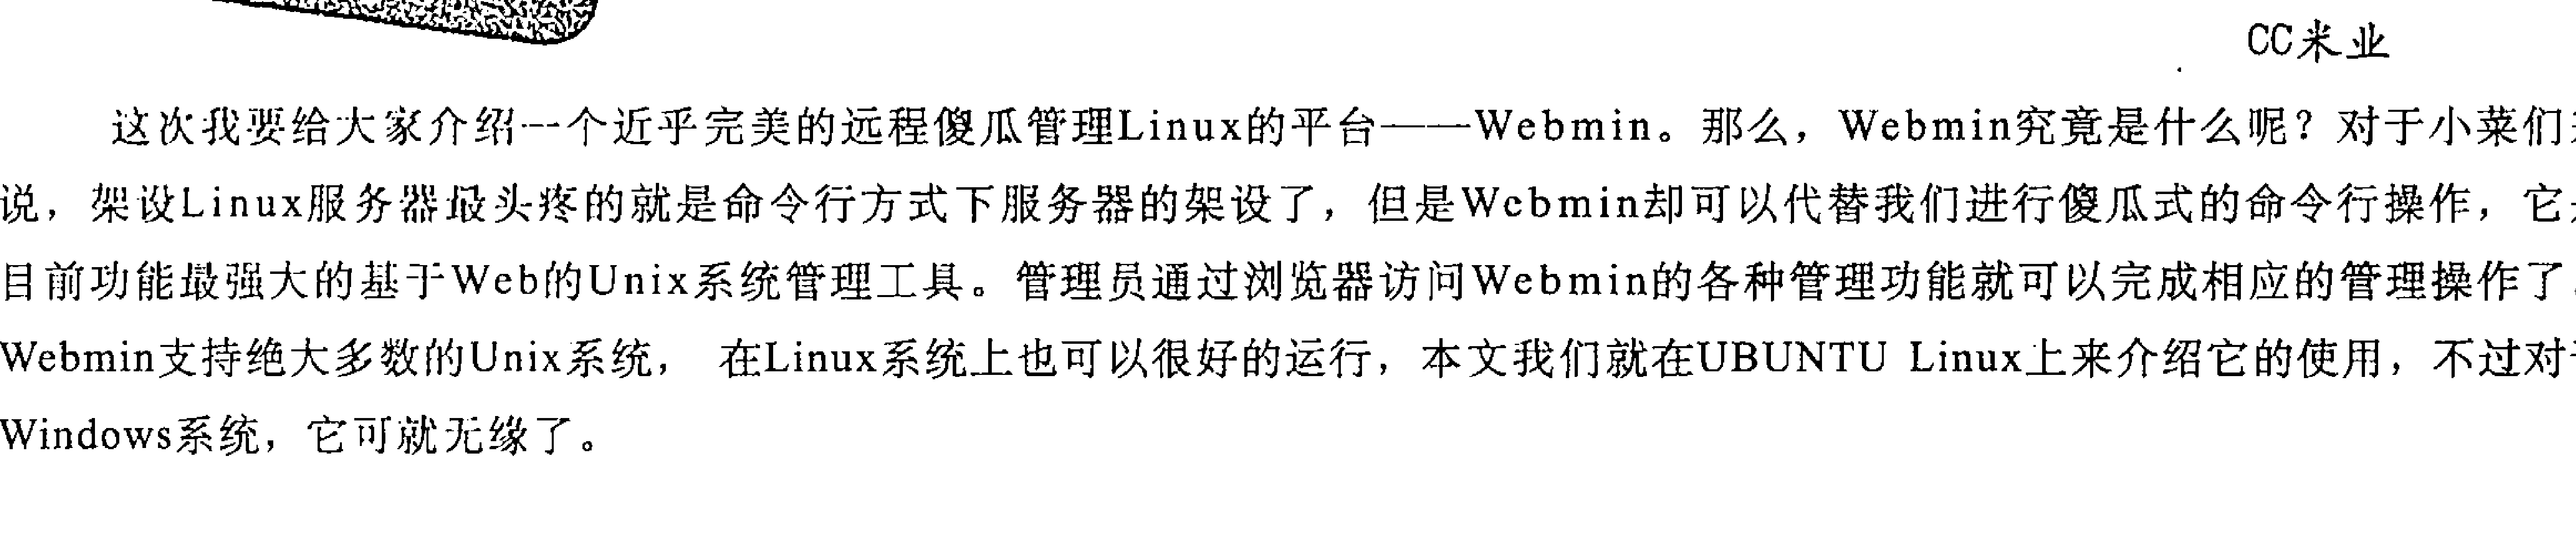 CC米业
这次我要给大家介绍一个近乎完美的远程傻瓜管理Linux的平台——Webmin。那么，Webmin究竟是什么呢？对于小菜们
说，架设Linux服务器最头疼的就是命令行方式下服务器的架设了，但是Webmin却可以代替我们进行傻瓜式的命令行操作，它
目前功能最强大的基于Web的Unix系统管理工具。管理员通过浏览器访问Webmin的各种管理功能就可以完成相应的管理操作了。
Webmin支持绝大多数的Unix系统， 在Linux系统上也可以很好的运行，本文我们就在UBUNTU Linux上来介绍它的使用，不过对
Windows系统，它可就无缘了。